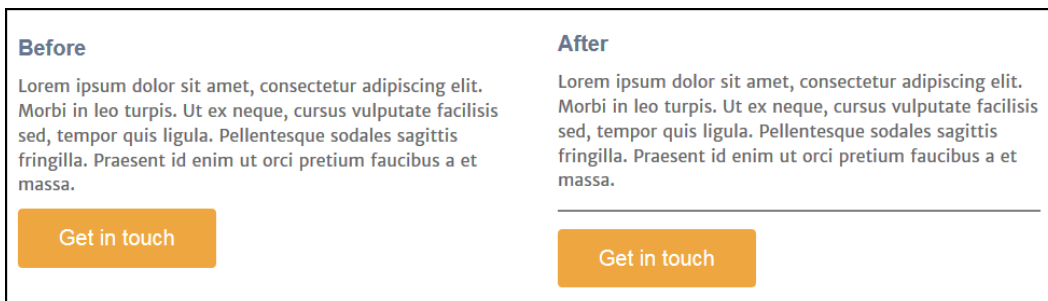 Before
Lorem ipsum dolor sit amet, consectetur adipiscing elit.
Morbi in leo turpis. Ut ex neque, cursus vulputate facilisis
sed, tempor quis ligula. Pellentesque sodales sagittis
fringilla. Praesent id enim ut orci pretium faucibus a et
massa.
Get in touch
After
Lorem ipsum dolor sit amet, consectetur adipiscing elit.
Morbi in leo turpis. Ut ex neque, cursus vulputate facilisis
sed, tempor quis ligula. Pellentesque sodales sagittis
fringilla. Praesent id enim ut orci pretium faucibus a et
massa.
Get in touch